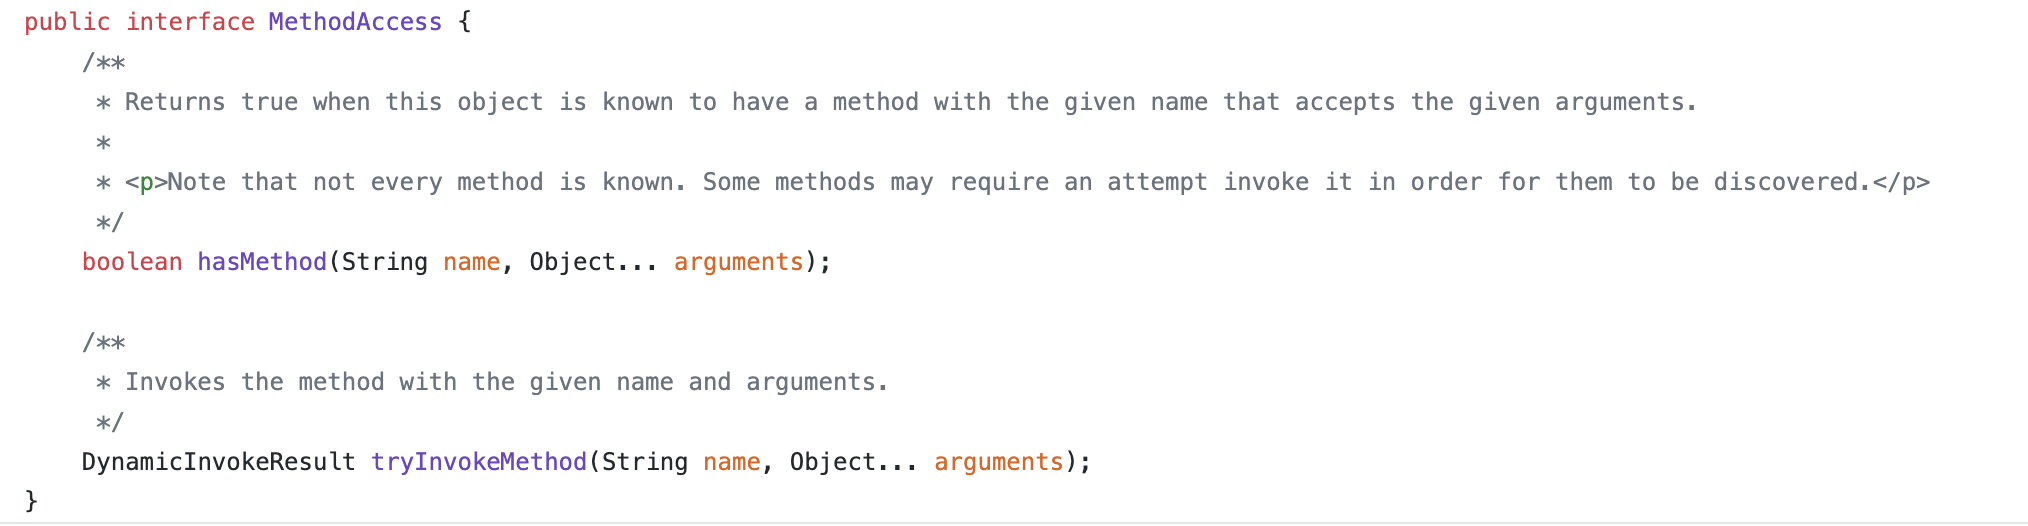 public interface MethodAccess {
    /**
     * Returns true when this object is known to have a method with the given name that accepts the given arguments.
     *
     * <p>Note that not every method is known. Some methods may require an attempt invoke it in order for them to be discovered.</p>
     */
    boolean hasMethod(String name, Object... arguments);

    /**
     * Invokes the method with the given name and arguments.
     */
    DynamicInvokeResult tryInvokeMethod(String name, Object... arguments);
}